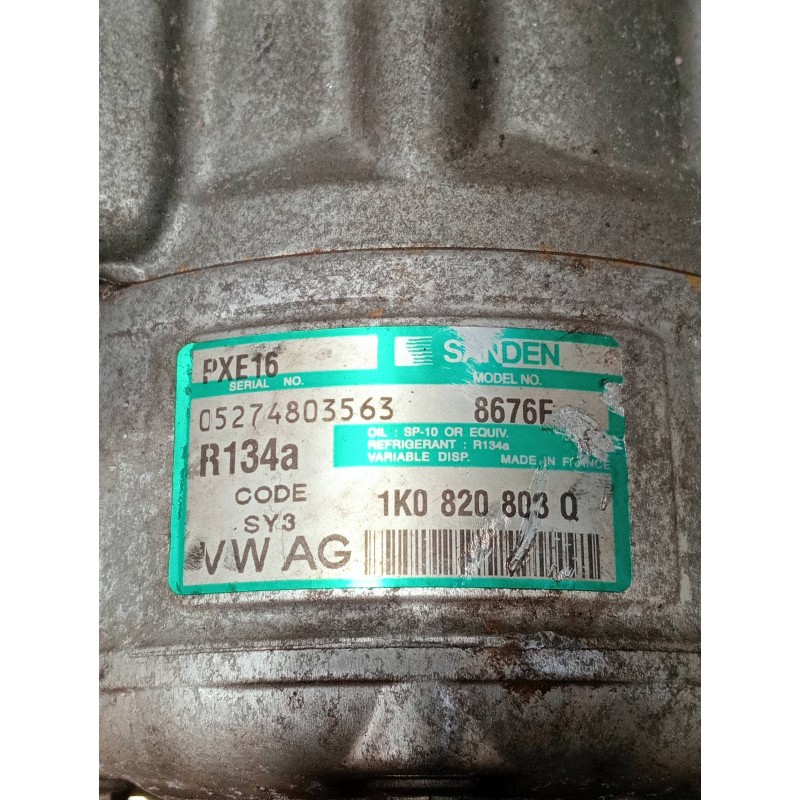 PXE16
SANDEN
SERIAL NO.
MODEL NO.
05274803563
8676F
R134a
OIL : SP-10 OR EQUIV.
REFRIGERANT : R134a
VARIABLE DISP. MADE IN FRANCE
CODE
SY3
1K0 820 803 Q
VW AG